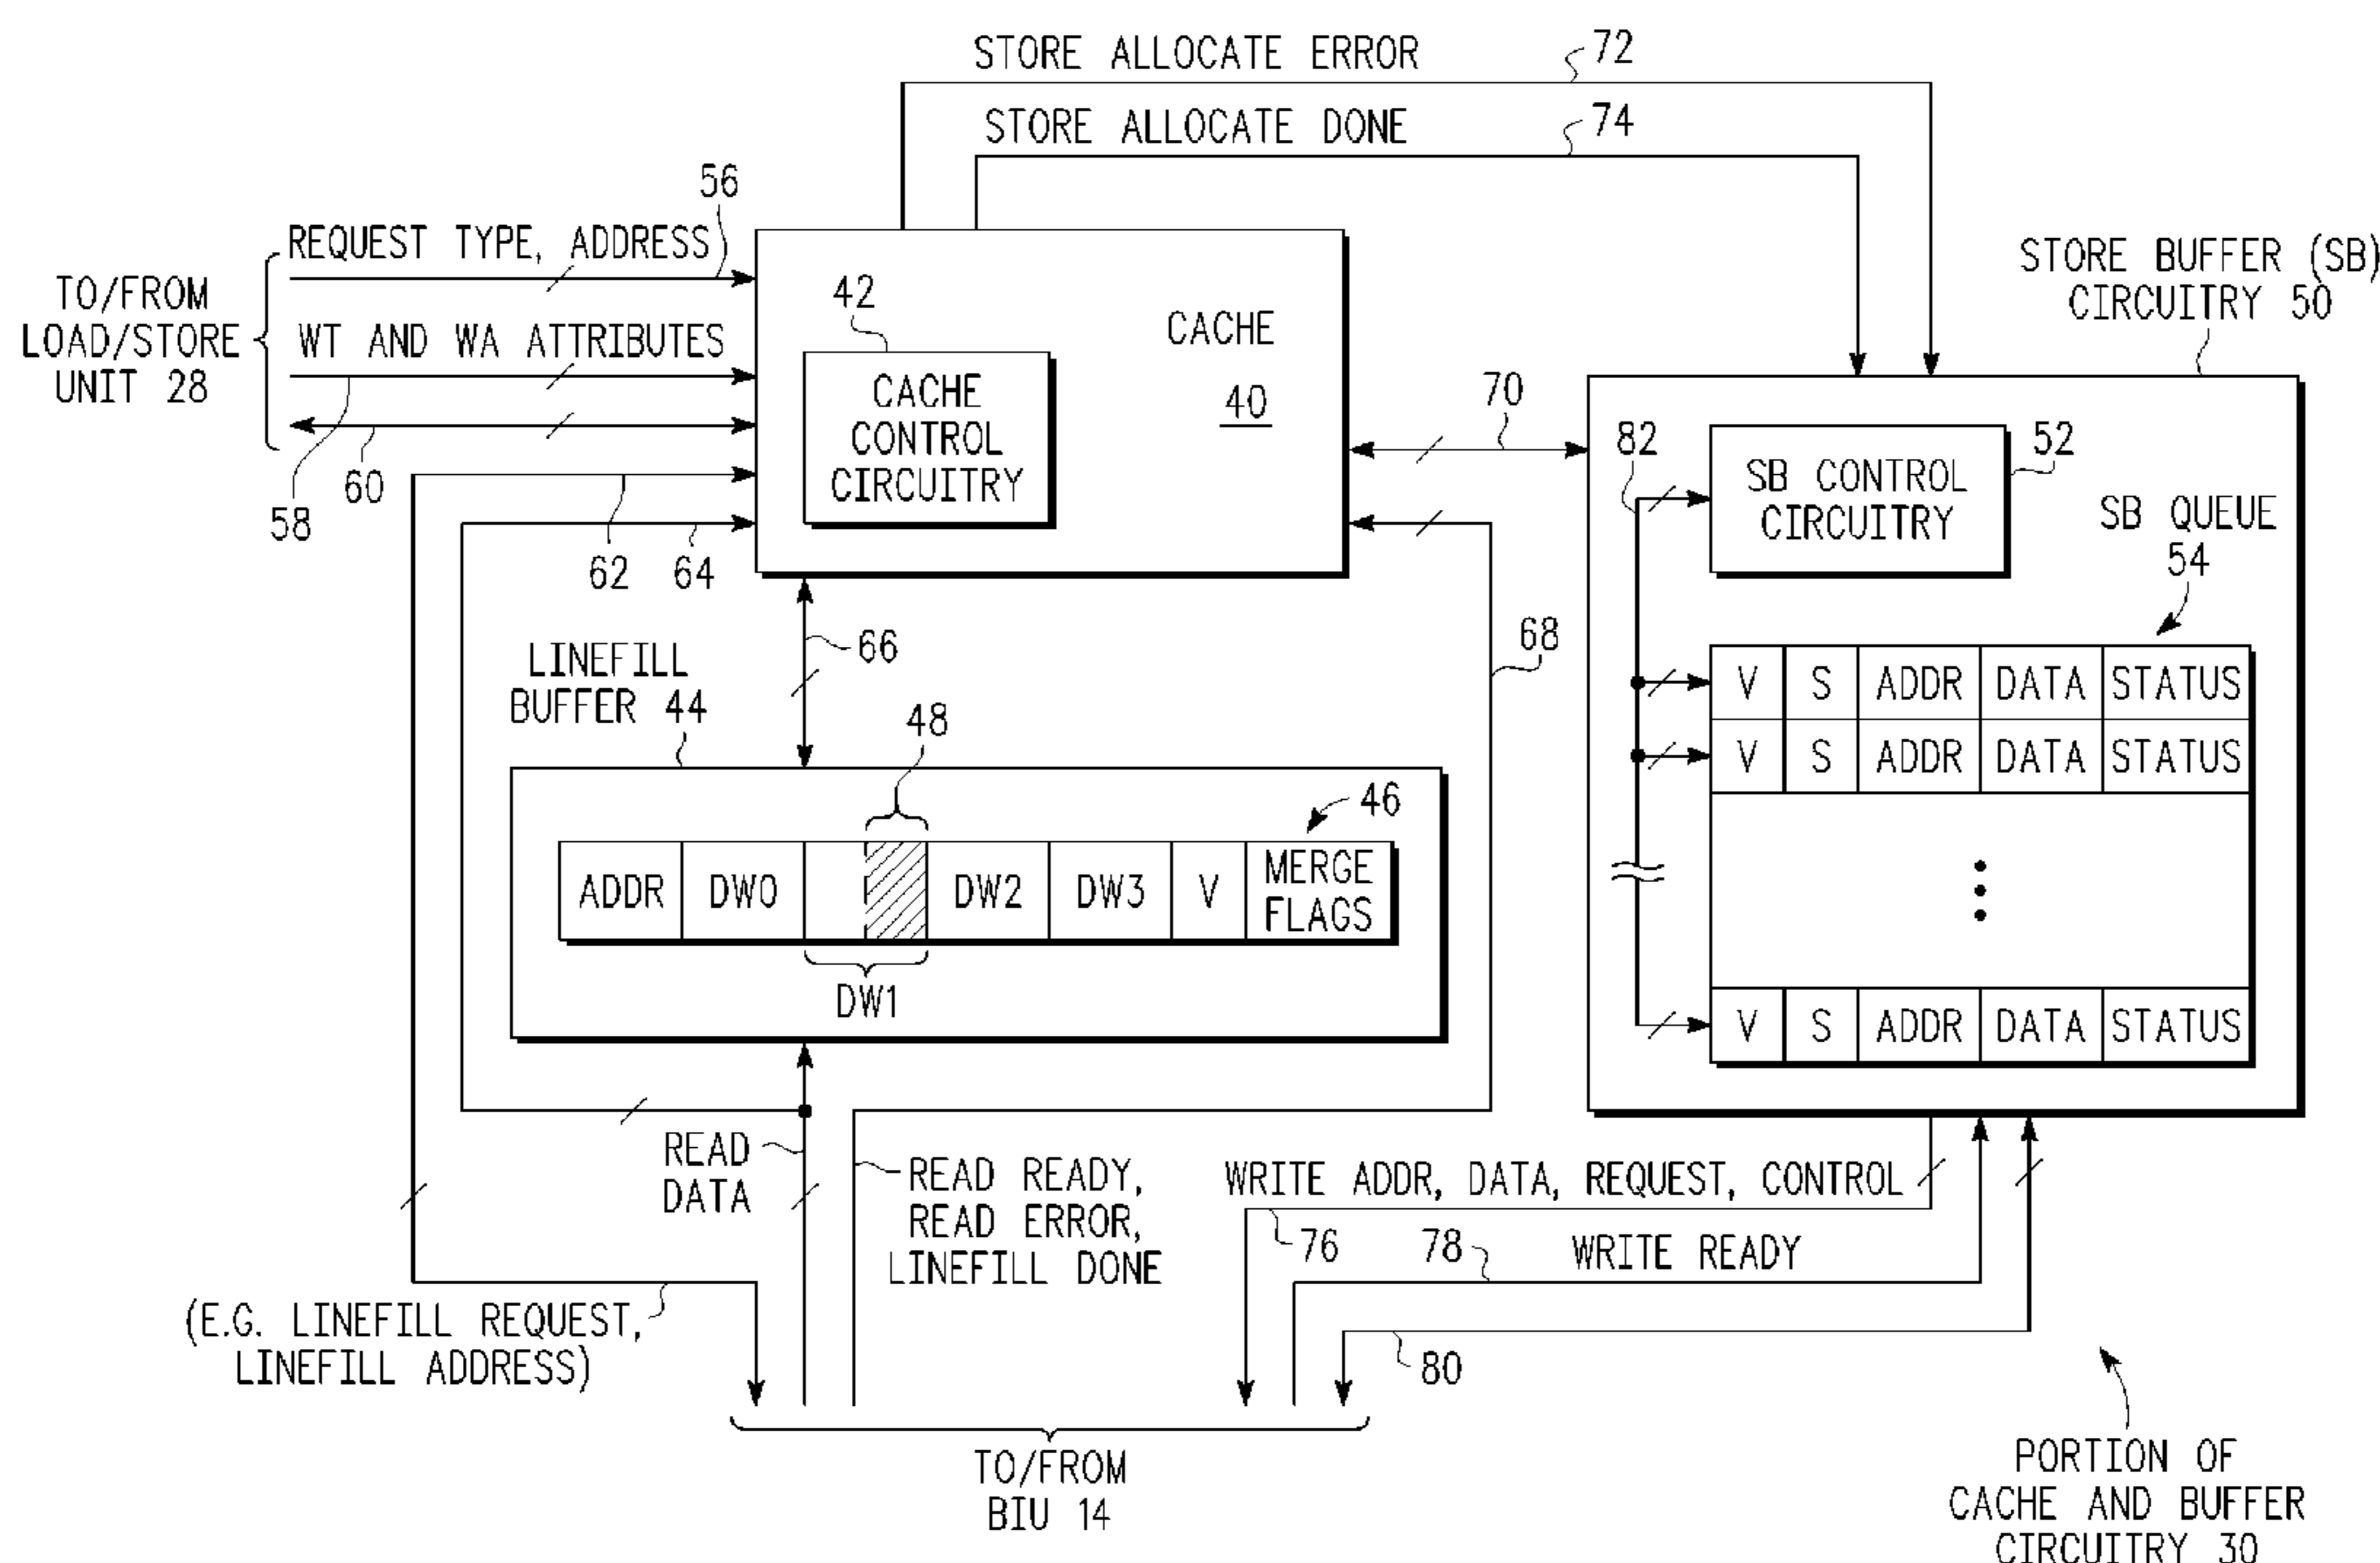 STORE ALLOCATE ERROR
72
STORE ALLOCATE DONE
74
56
REQUEST TYPE, ADDRESS
TO/FROM
LOAD/STORE
UNIT 28
WT AND WA ATTRIBUTES
58
60
62
64
42
CACHE
CONTROL
CIRCUITRY
CACHE
40
70
STORE BUFFER (SB)
CIRCUITRY 50
82
SB CONTROL
CIRCUITRY
52
SB QUEUE
54
V S ADDR DATA STATUS
V S ADDR DATA STATUS
V S ADDR DATA STATUS
66
68
LINEFILL
BUFFER 44
48
46
ADDR DW0 DW2 DW3 V MERGE
FLAGS
DW1
READ
DATA
READ READY,
READ ERROR,
LINEFILL DONE
WRITE ADDR, DATA, REQUEST, CONTROL
76
78
WRITE READY
80
(E.G. LINEFILL REQUEST,
LINEFILL ADDRESS)
TO/FROM
BIU 14
PORTION OF
CACHE AND BUFFER
CIRCUITRY 30